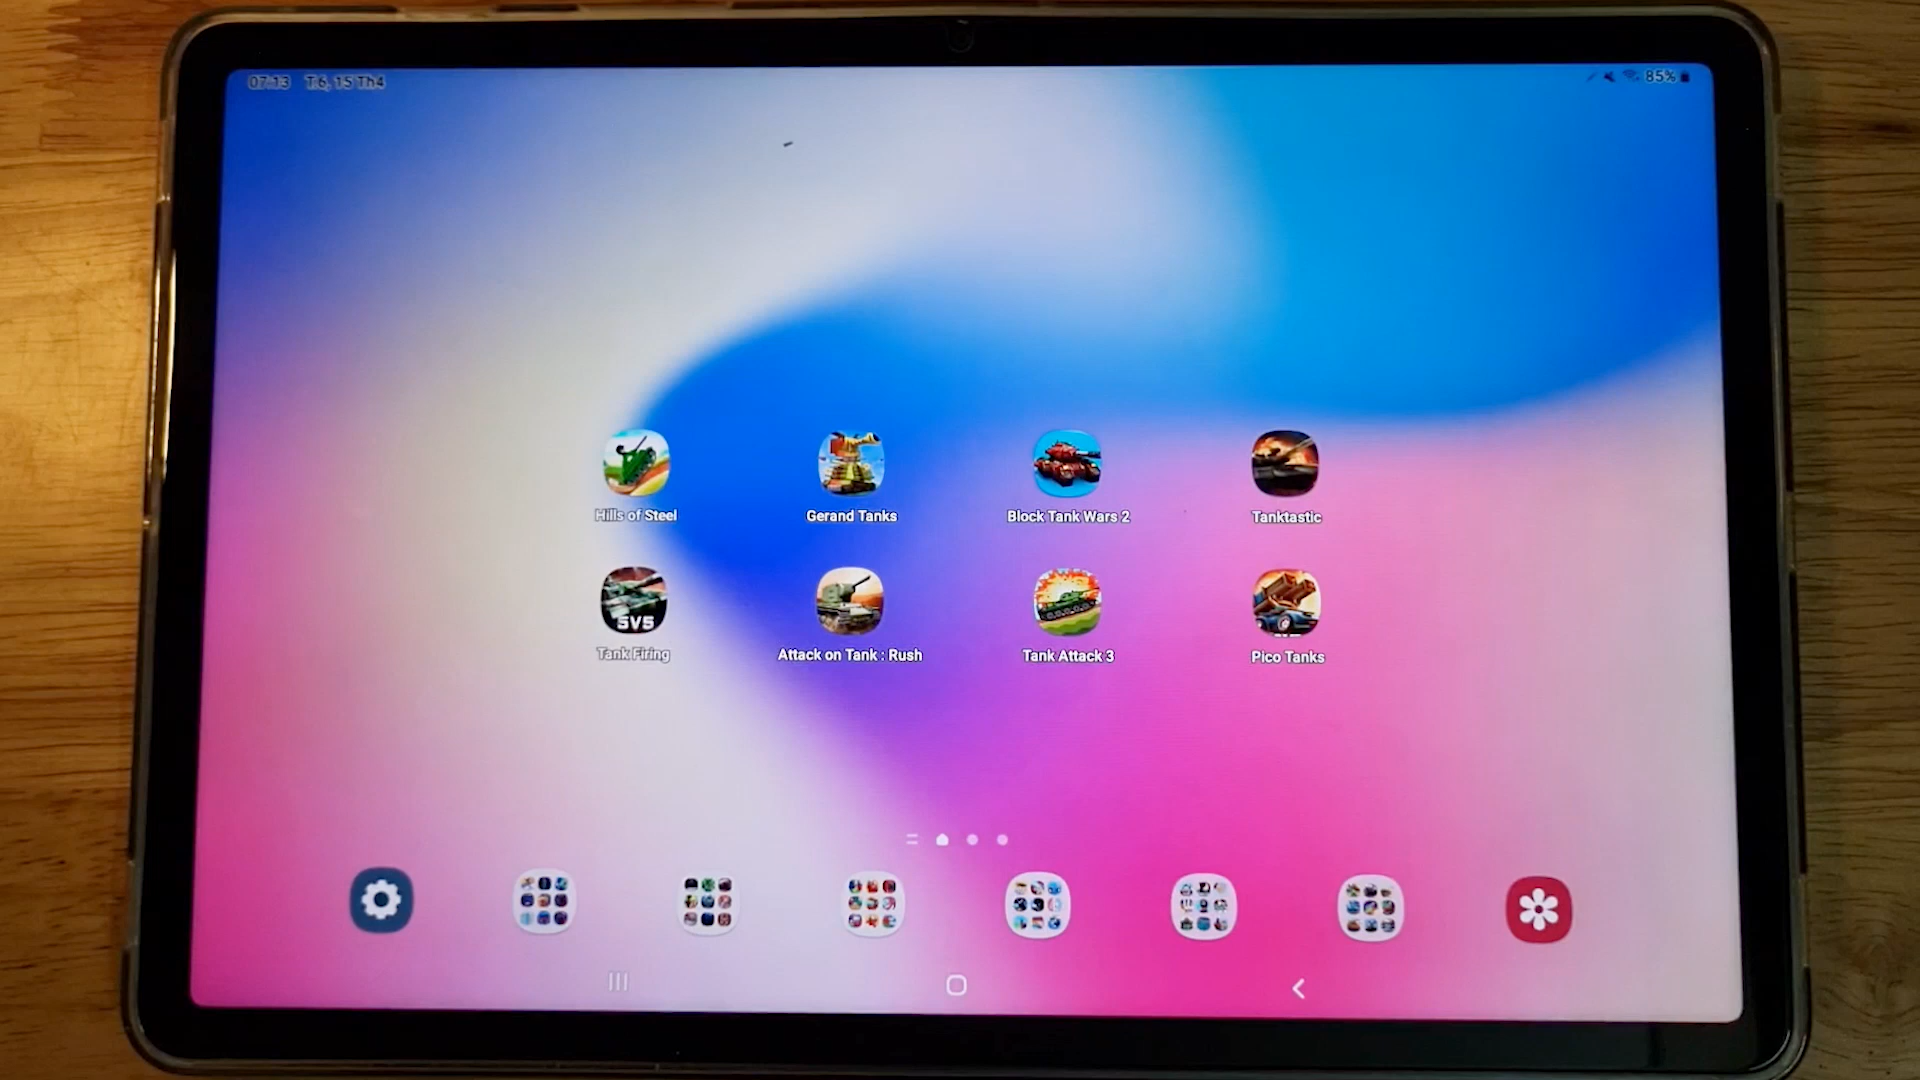 07:13 T.6, 15 Th4
85%
Hills of Steel
Gerand Tanks
Block Tank Wars 2
Tanktastic
5V5
Tank Firing
Attack on Tank : Rush
Tank Attack 3
Pico Tanks